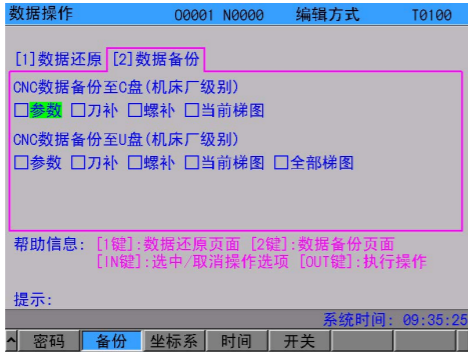 数据操作 O0001 N0000 编辑方式 T0100
[1]数据还原 [2]数据备份
CNC数据备份至C盘(机床厂级别)
□参数 □刀补 □螺补 □当前梯图
CNC数据备份至U盘(机床厂级别)
□参数 □刀补 □螺补 □当前梯图 □全部梯图
帮助信息: [1键]:数据还原页面 [2键]:数据备份页面
[IN键]:选中/取消操作选项 [OUT键]:执行操作
提示:
系统时间: 09:35:25
^ 密码 备份 坐标系 时间 开关